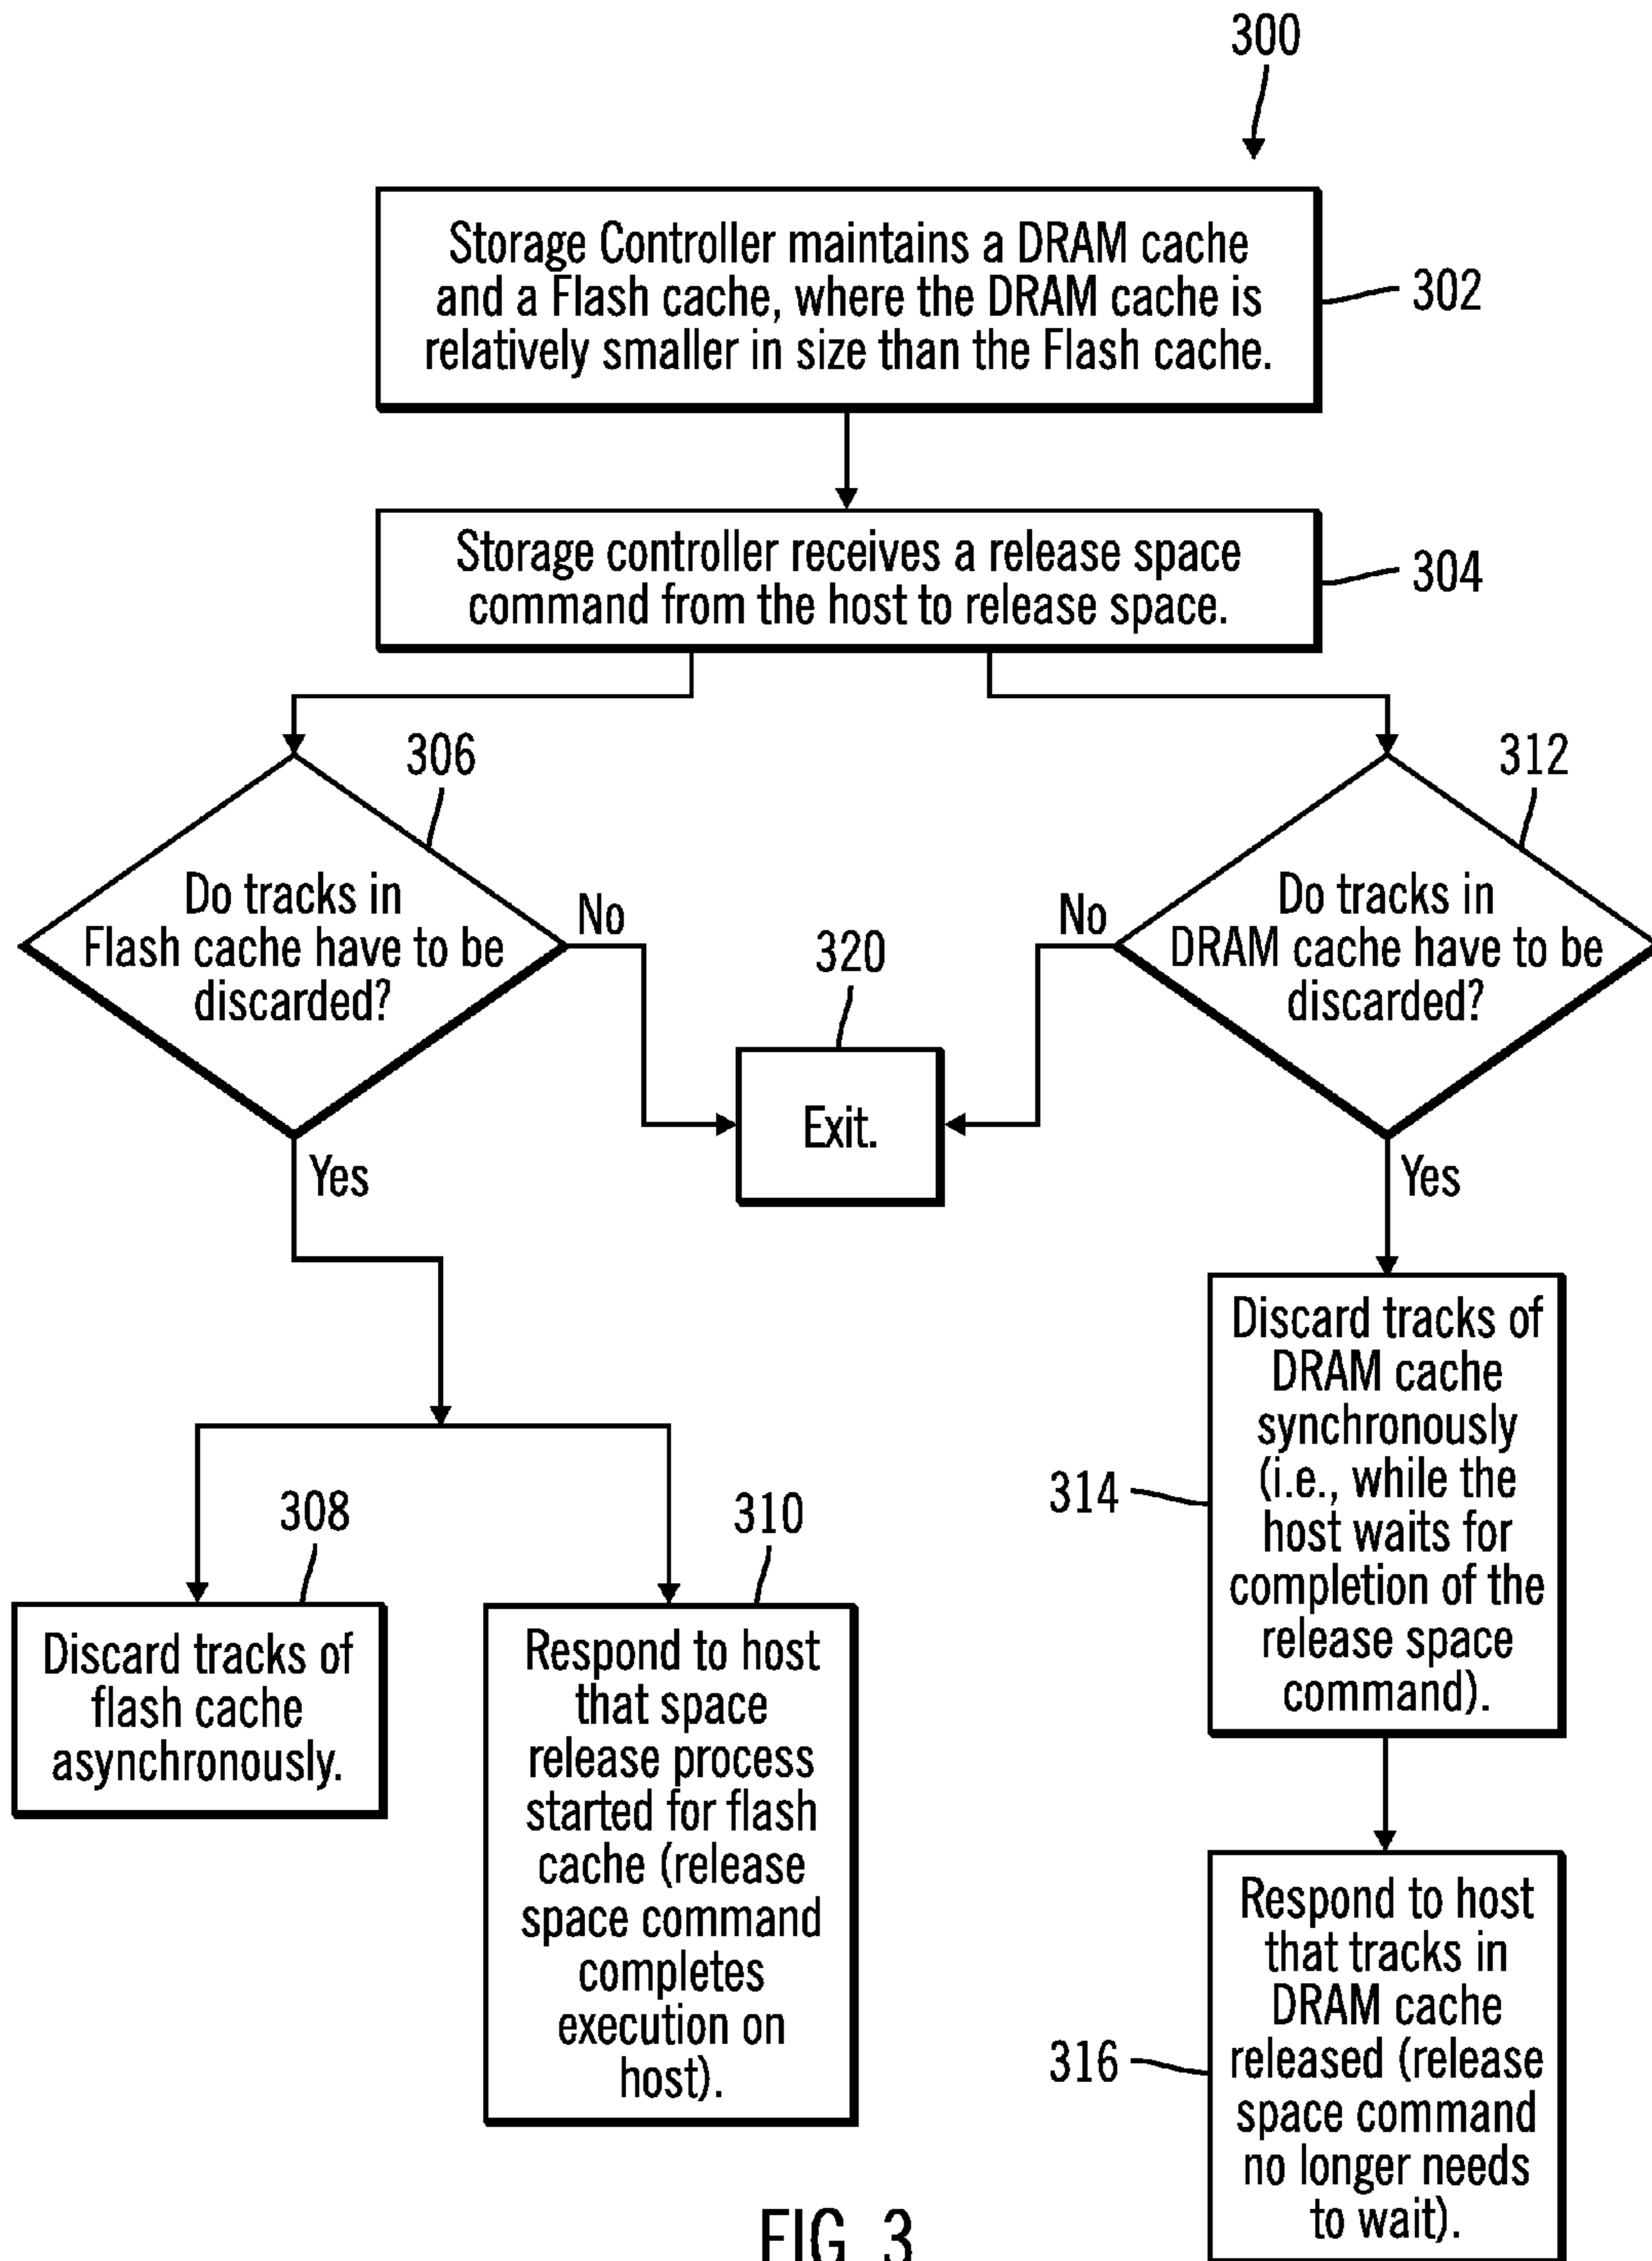 300
Storage Controller maintains a DRAM cache
and a Flash cache, where the DRAM cache is
relatively smaller in size than the Flash cache.
302
Storage controller receives a release space
command from the host to release space.
304
306
Do tracks in
Flash cache have to be
discarded?
No
Yes
312
Do tracks in
DRAM cache have to be
discarded?
No
Yes
320
Exit.
308
Discard tracks of
flash cache
asynchronously.
310
Respond to host
that space
release process
started for flash
cache (release
space command
completes
execution on
host).
314
Discard tracks of
DRAM cache
synchronously
(i.e., while the
host waits for
completion of the
release space
command).
316
Respond to host
that tracks in
DRAM cache
released (release
space command
no longer needs
to wait).
FIG. 3